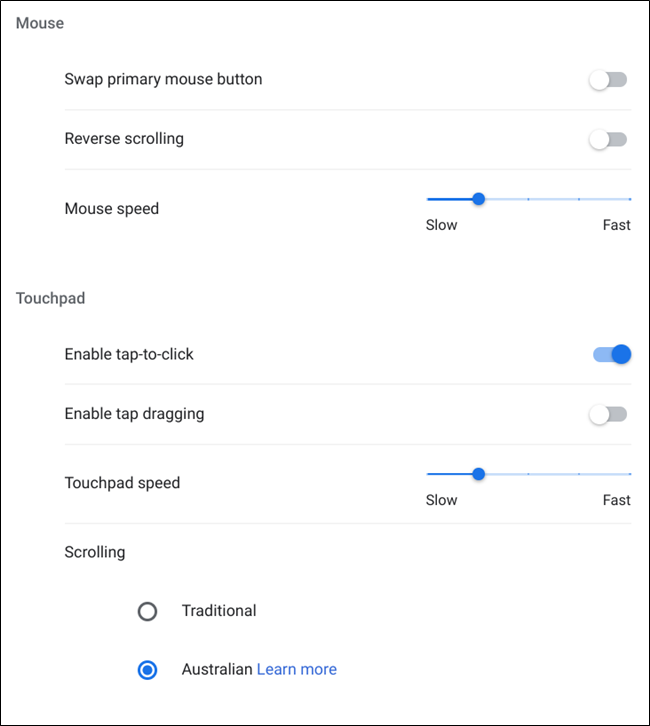 Mouse
Swap primary mouse button
Reverse scrolling
Mouse speed
Slow Fast
Touchpad
Enable tap-to-click
Enable tap dragging
Touchpad speed
Slow Fast
Scrolling
Traditional
Australian Learn more